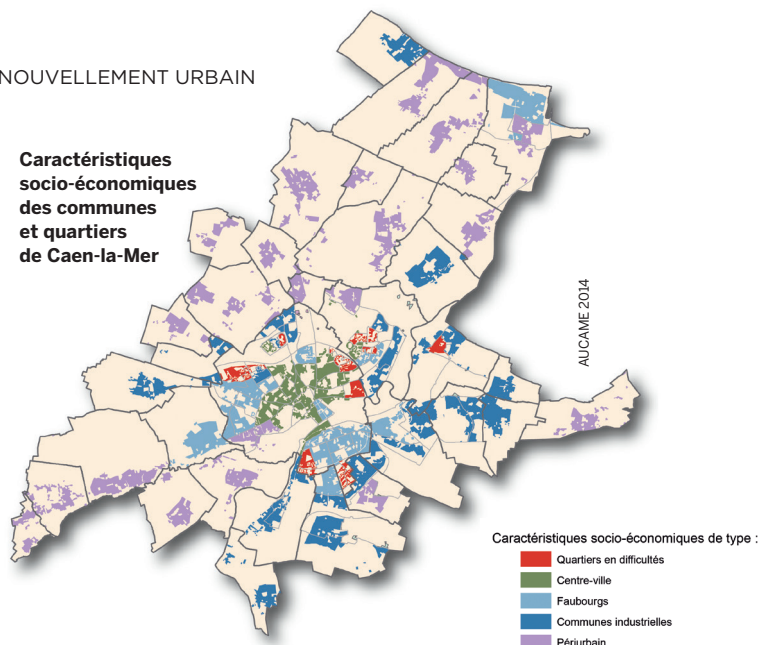 NOUVELLEMENT URBAIN
Caractéristiques
socio-économiques
des communes
et quartiers
de Caen-la-Mer
AUCAME 2014
Caractéristiques socio-économiques de type :
Quartiers en difficultés
Centre-ville
Faubourgs
Communes industrielles
Périurbain